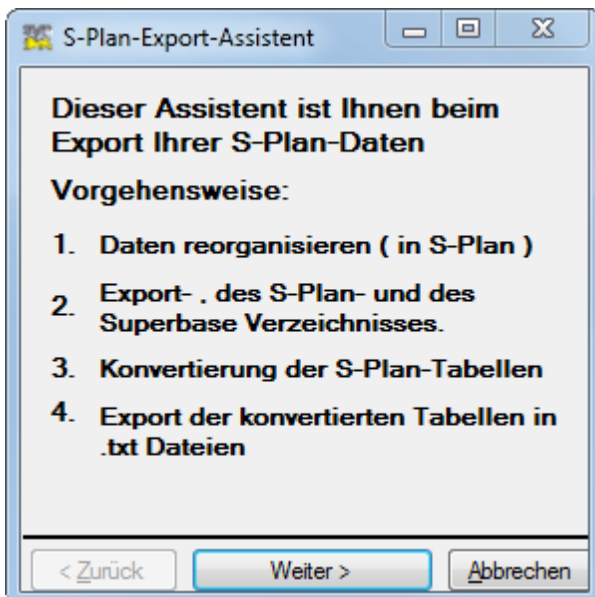 S-Plan-Export-Assistent
Dieser Assistent ist Ihnen beim
Export Ihrer S-Plan-Daten
Vorgehensweise:
1. Daten reorganisieren ( in S-Plan )
2. Export- , des S-Plan- und des
Superbase Verzeichnisses.
3. Konvertierung der S-Plan-Tabellen
4. Export der konvertierten Tabellen in
.txt Dateien
< Zurück Weiter > Abbrechen